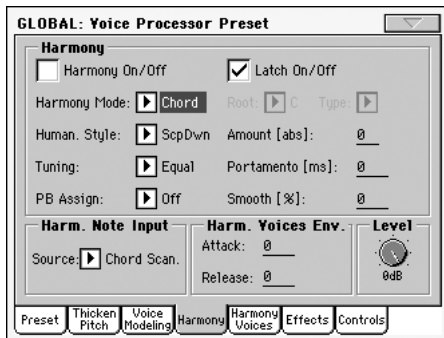 GLOBAL: Voice Processor Preset
Harmony
Harmony On/Off Latch On/Off
Harmony Mode: Chord Root: C Type:
Human. Style: ScpDwn Amount [abs]: 0
Tuning: Equal Portamento [ms]: 0
PB Assign: Off Smooth [%]: 0
Harm. Note Input Harm. Voices Env. Level
Source: Chord Scan. Attack: 0
Release: 0 0dB
Preset Thicken Pitch Voice Modeling Harmony Harmony Voices Effects Controls